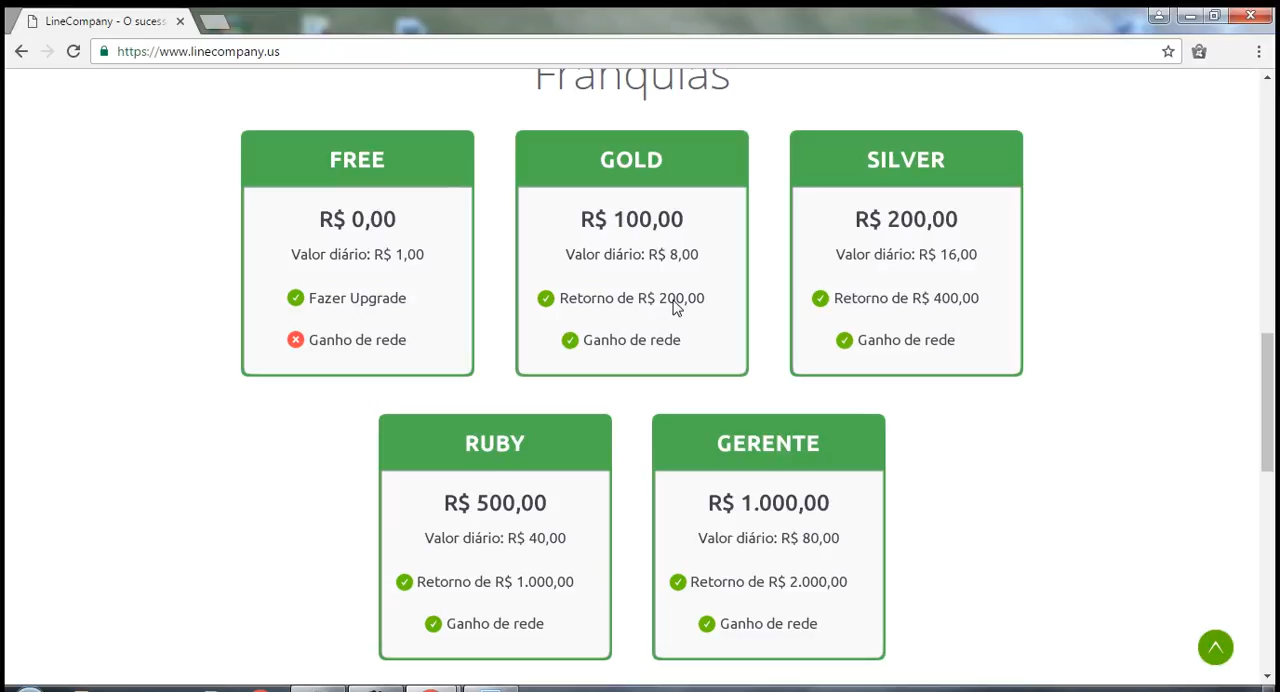 LineCompany - O sucess
https://www.linecompany.us
Franquias
FREE
R$ 0,00
Valor diário: R$ 1,00
Fazer Upgrade
Ganho de rede
GOLD
R$ 100,00
Valor diário: R$ 8,00
Retorno de R$ 200,00
Ganho de rede
SILVER
R$ 200,00
Valor diário: R$ 16,00
Retorno de R$ 400,00
Ganho de rede
RUBY
R$ 500,00
Valor diário: R$ 40,00
Retorno de R$ 1.000,00
Ganho de rede
GERENTE
R$ 1.000,00
Valor diário: R$ 80,00
Retorno de R$ 2.000,00
Ganho de rede